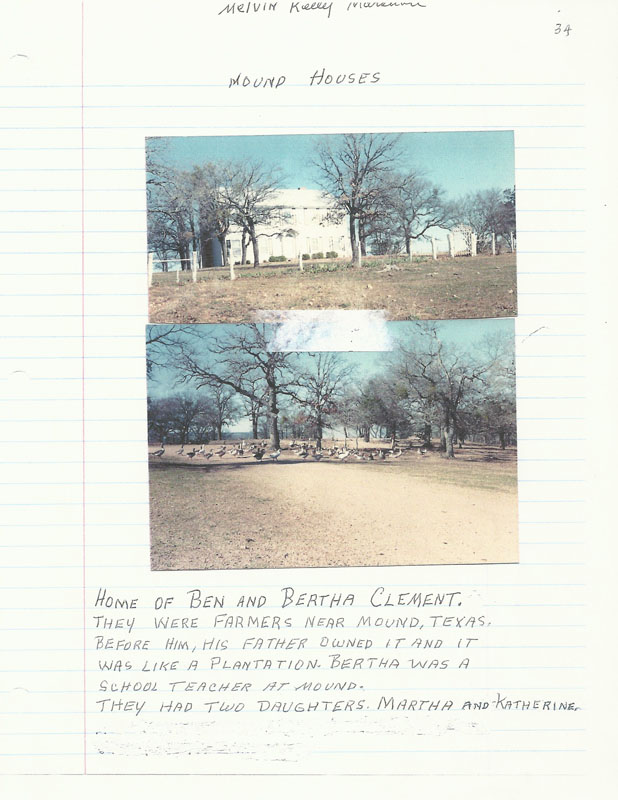 Melvin Kelly
34
MOUND HOUSES
HOME OF BEN AND BERTHA CLEMENT.
THEY WERE FARMERS NEAR MOUND, TEXAS.
BEFORE HIM, HIS FATHER OWNED IT AND IT
WAS LIKE A PLANTATION. BERTHA WAS A
SCHOOL TEACHER AT MOUND.
THEY HAD TWO DAUGHTERS. MARTHA AND KATHERINE.